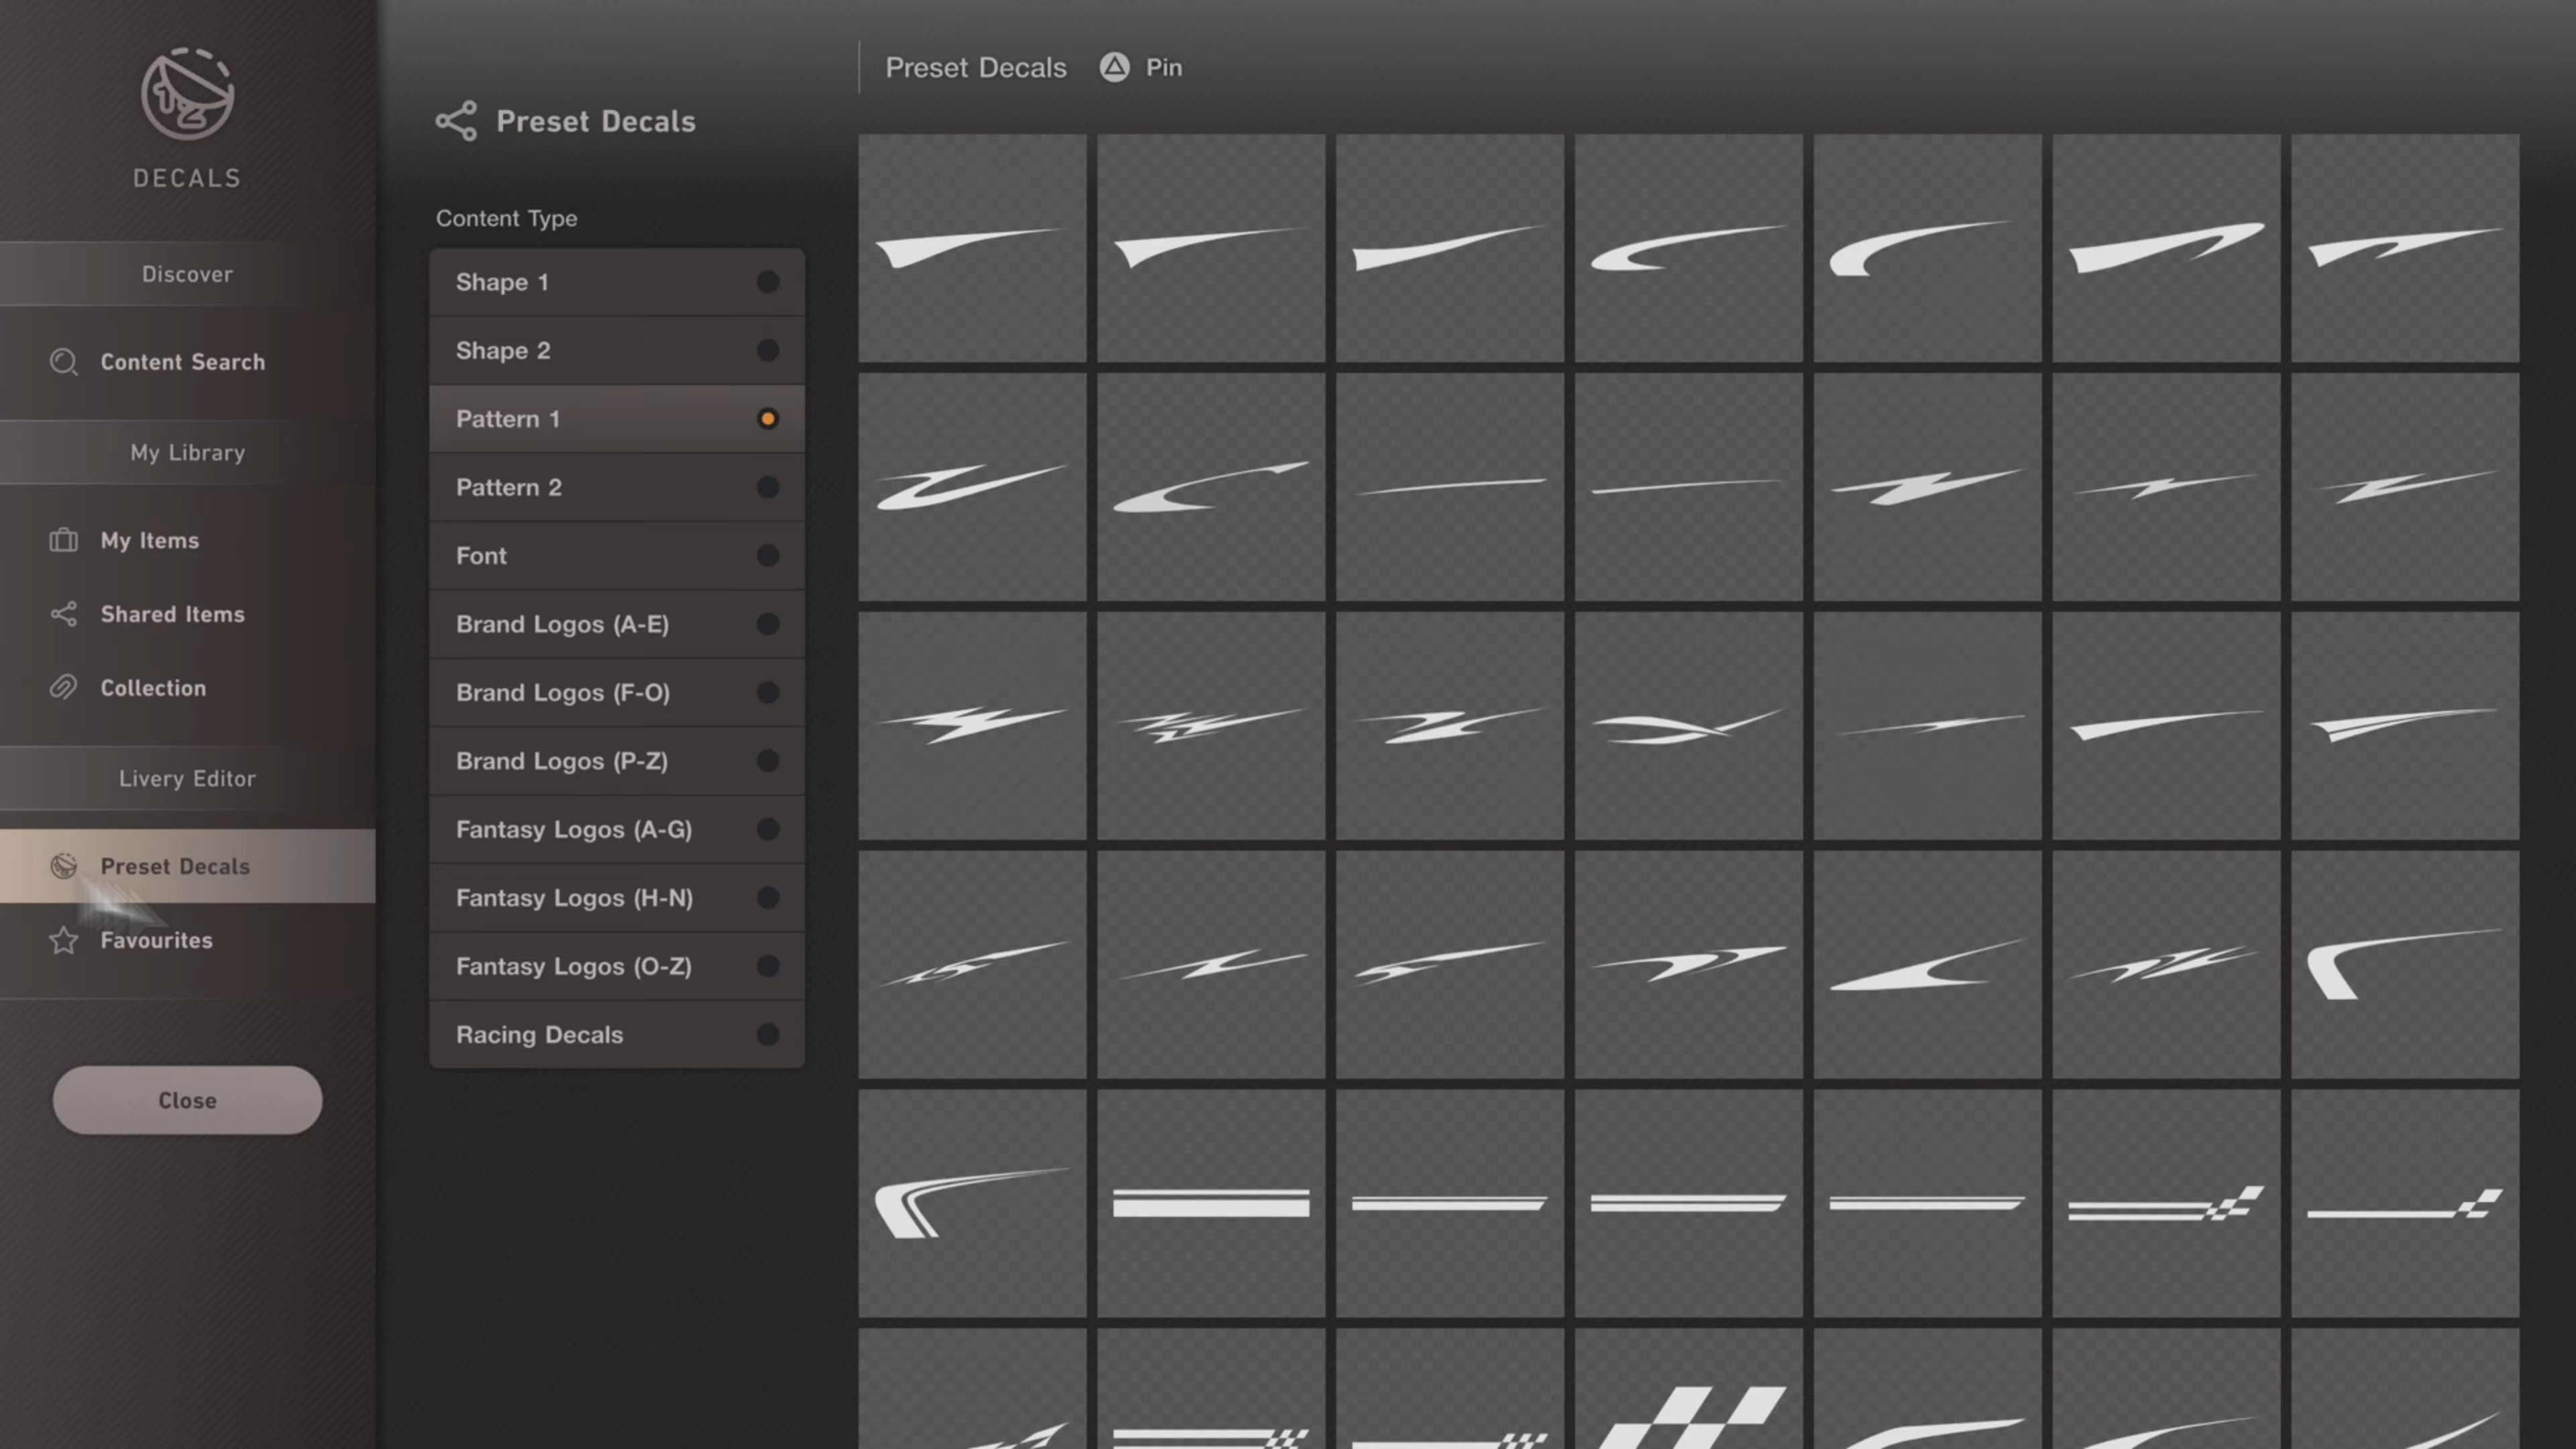 DECALS
Discover
Content Search
My Library
My Items
Shared Items
Collection
Livery Editor
Preset Decals
Favourites
Close
Preset Decals
Content Type
Shape 1
Shape 2
Pattern 1
Pattern 2
Font
Brand Logos (A-E)
Brand Logos (F-O)
Brand Logos (P-Z)
Fantasy Logos (A-G)
Fantasy Logos (H-N)
Fantasy Logos (O-Z)
Racing Decals
Preset Decals Pin